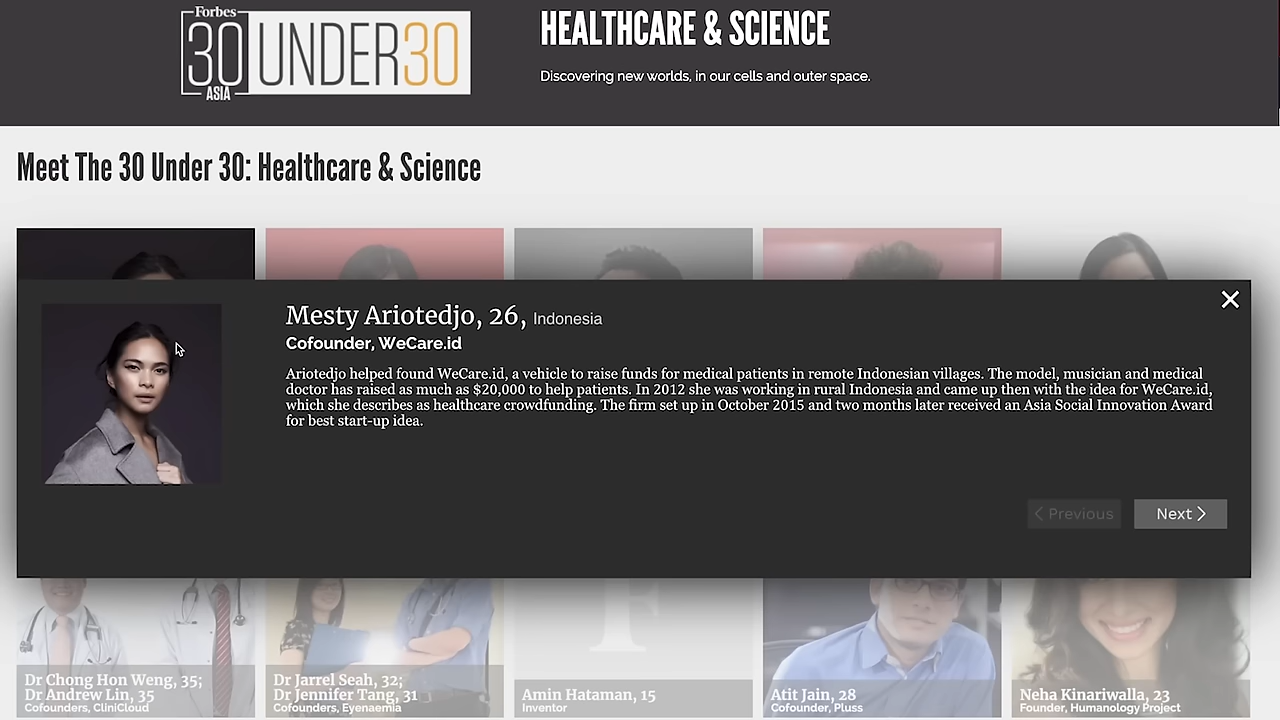 Forbes
30 UNDER 30
ASIA
HEALTHCARE & SCIENCE
Discovering new worlds, in our cells and outer space.
Meet The 30 Under 30: Healthcare & Science
Mesty Ariotedjo, 26, Indonesia
Cofounder, WeCare.id
Ariotedjo helped found WeCare.id, a vehicle to raise funds for medical patients in remote Indonesian villages. The model, musician and medical
doctor has raised as much as $20,000 to help patients. In 2012 she was working in rural Indonesia and came up then with the idea for WeCare.id,
which she describes as healthcare crowdfunding. The firm set up in October 2015 and two months later received an Asia Social Innovation Award
for best start-up idea.
Previous
Next
Dr Chong Hon Weng, 35;
Dr Andrew Lin, 35
Cofounders, CliniCloud
Dr Jarrel Seah, 32;
Dr Jennifer Tang, 31
Cofounders, Eyenaemia
F
Amin Hataman, 15
Inventor
Atit Jain, 28
Cofounder, Pluss
Neha Kinariwalla, 23
Founder, Humanology Project